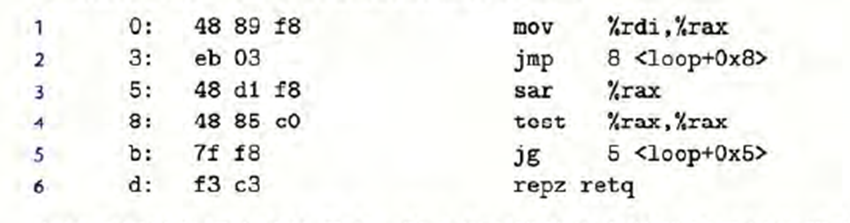 1 0: 48 89 f8 mov %rdi,%rax
2 3: eb 03 jmp 8 <loop+0x8>
3 5: 48 d1 f8 sar %rax
4 8: 48 85 c0 test %rax,%rax
5 b: 7f f8 jg 5 <loop+0x5>
6 d: f3 c3 repz retq